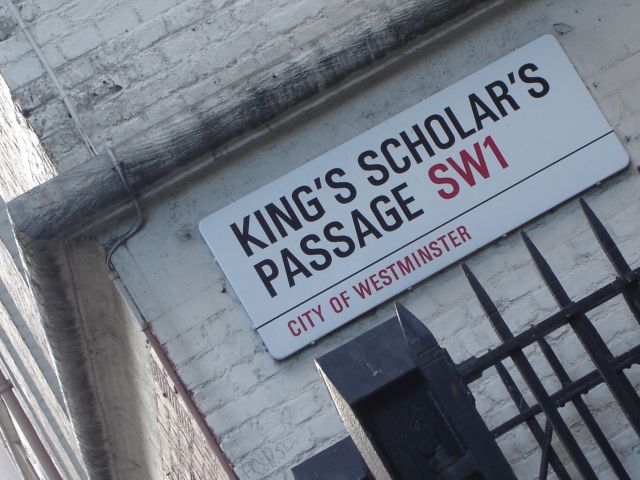 KING'S SCHOLAR'S
PASSAGE SW1
CITY OF WESTMINSTER